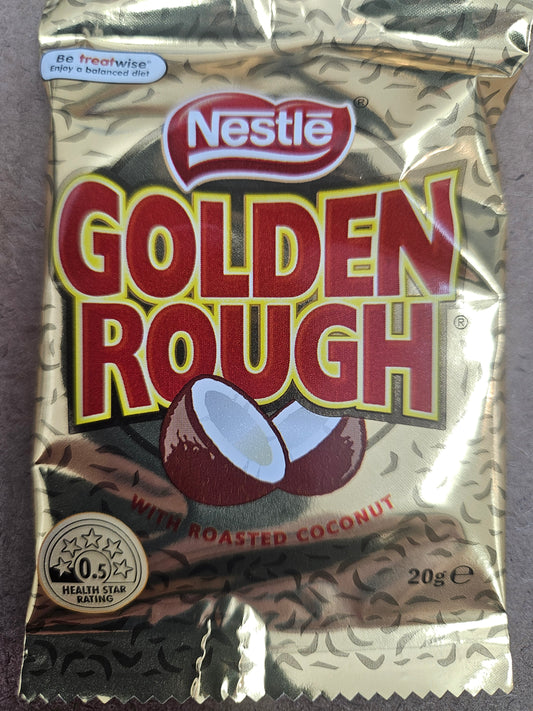 Be treatwise®
Enjoy a balanced diet
Nestlé®
GOLDEN
ROUGH®
WITH ROASTED COCONUT
0.5
HEALTH STAR
RATING
20g ℮